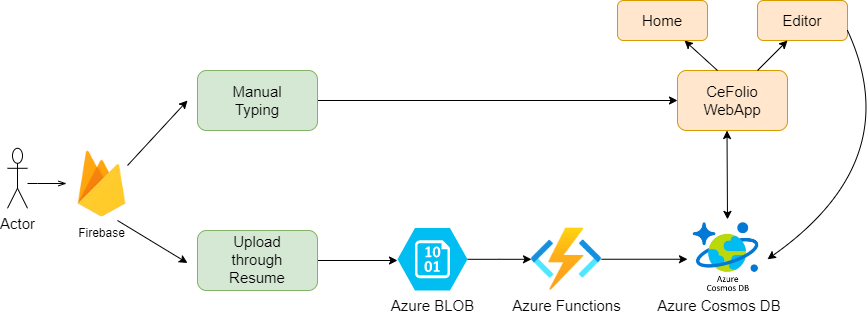 Home
Editor
Manual
Typing
CeFolio
WebApp
Actor
Firebase
Upload
through
Resume
10
01
Azure
Cosmos DB
Azure BLOB
Azure Functions
Azure Cosmos DB